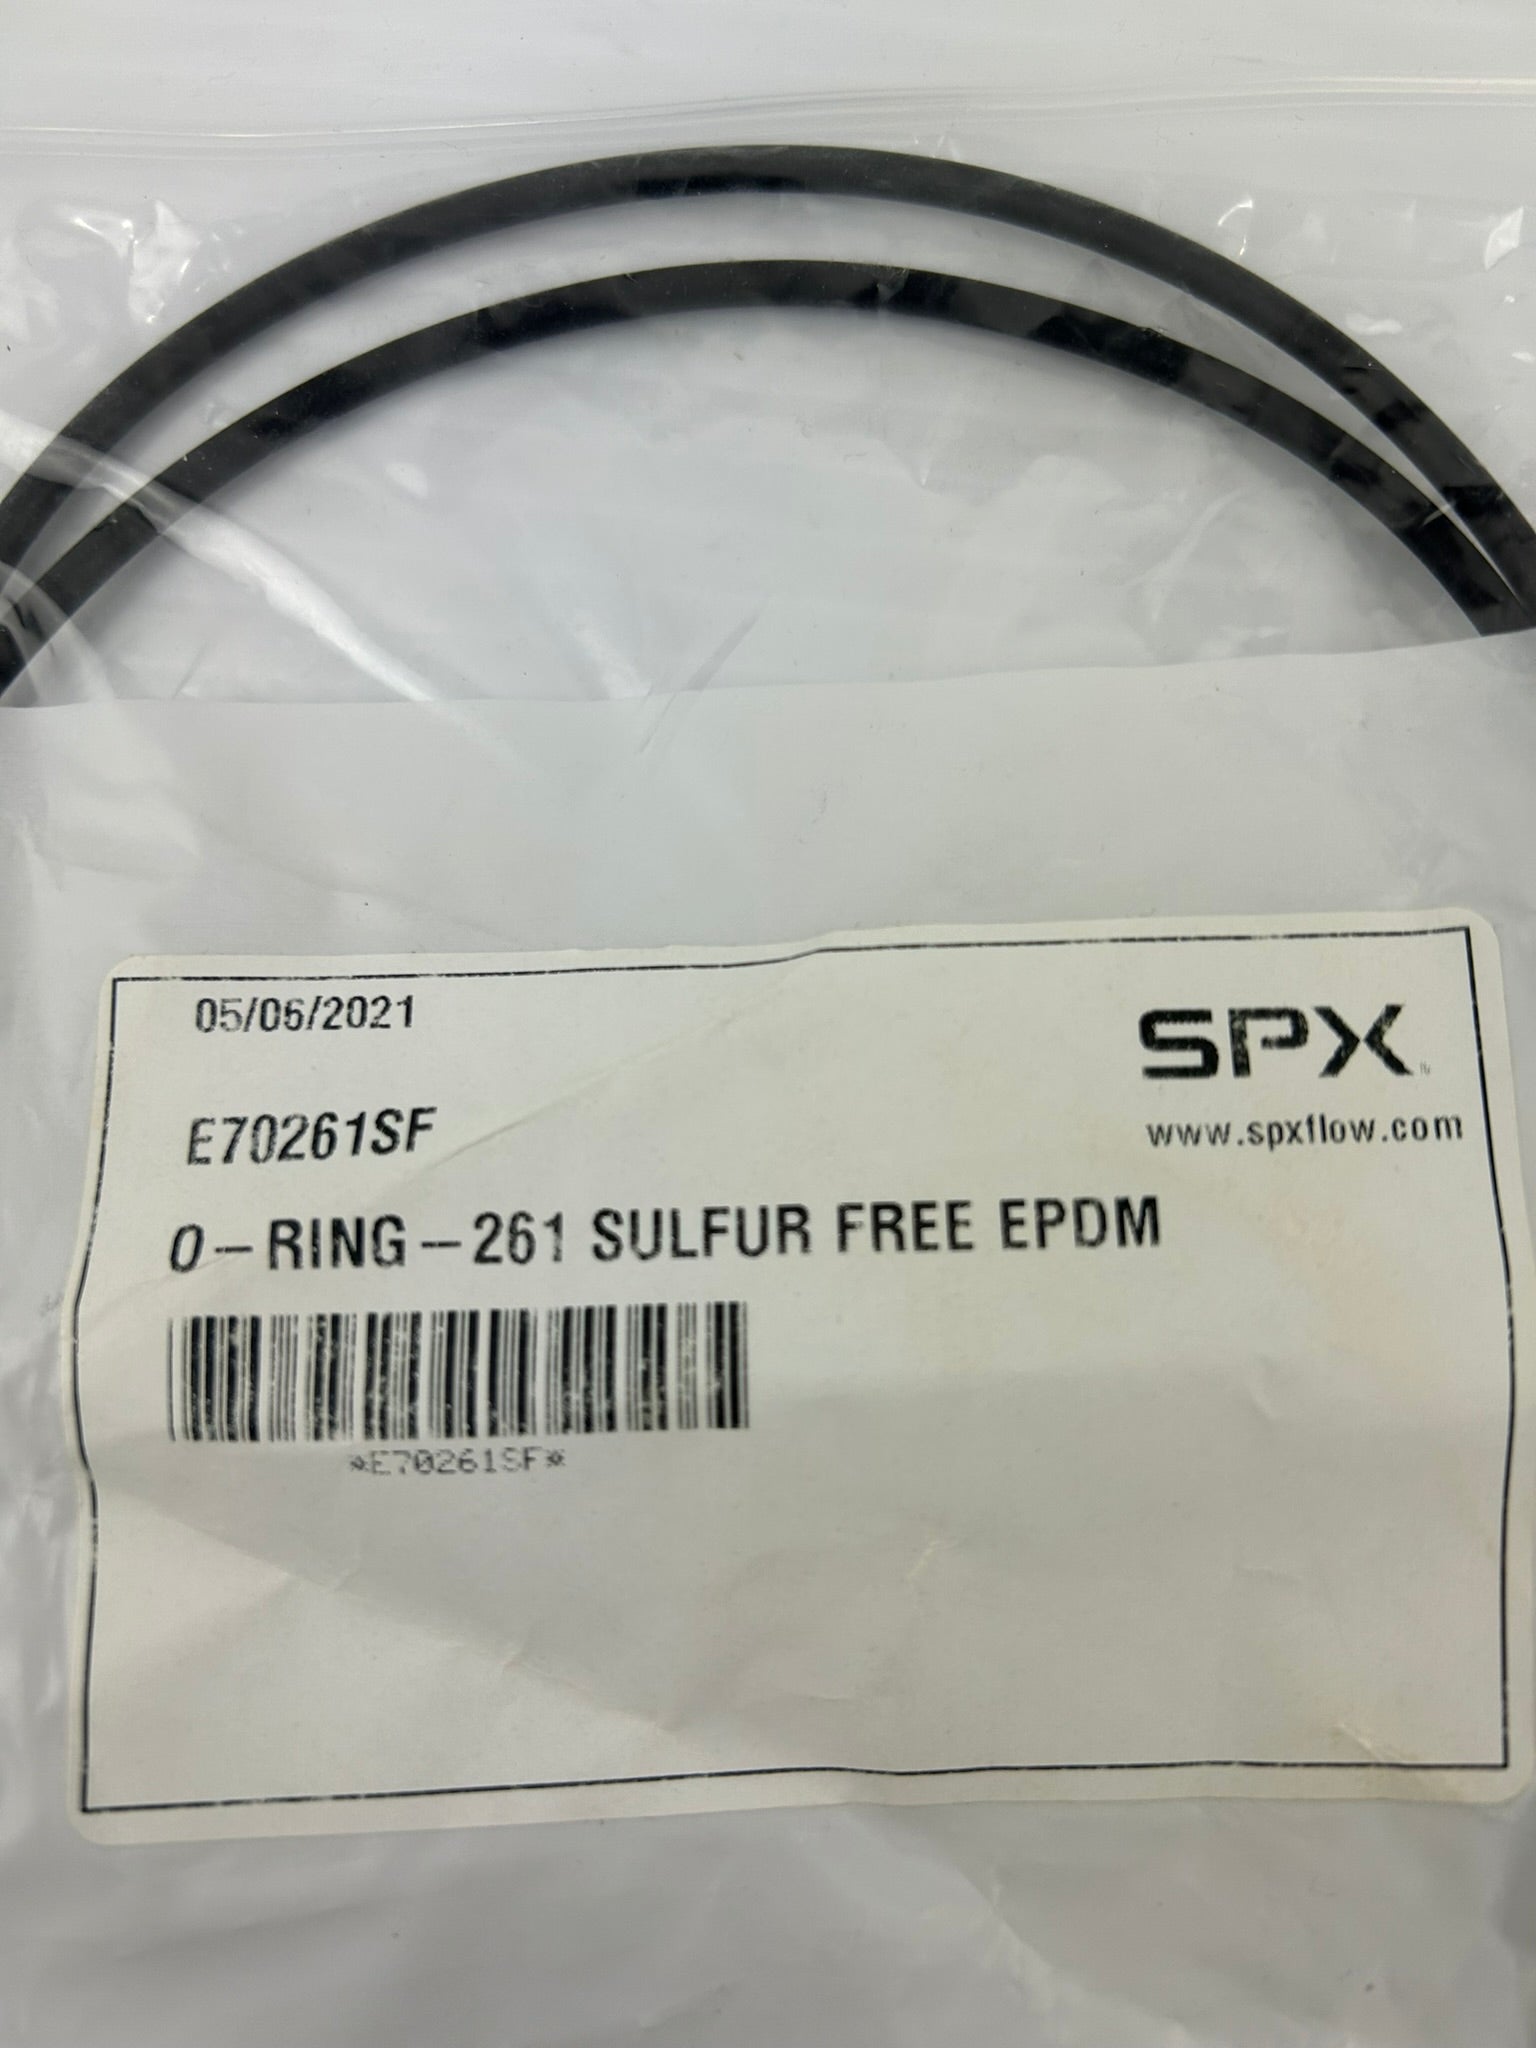 05/06/2021
SPX
www.spxflow.com
E70261SF
O-RING-261 SULFUR FREE EPDM
*E70261SF*